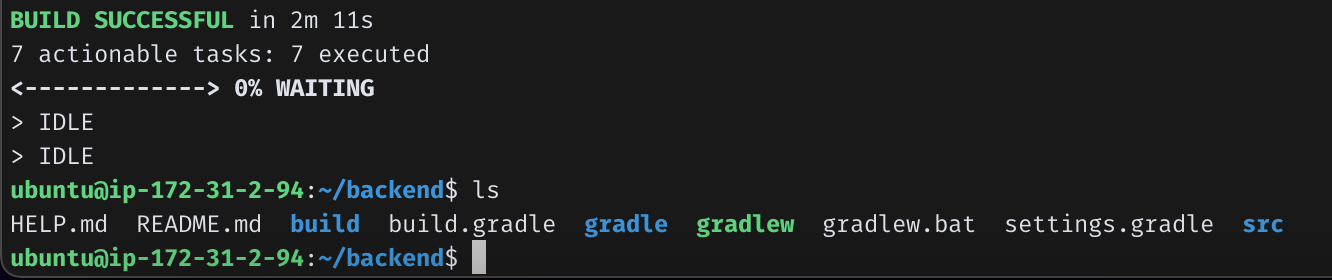 BUILD SUCCESSFUL in 2m 11s
7 actionable tasks: 7 executed
<-------------> 0% WAITING
> IDLE
> IDLE
ubuntu@ip-172-31-2-94:~/backend$ ls
HELP.md  README.md  build  build.gradle  gradle  gradlew  gradlew.bat  settings.gradle  src
ubuntu@ip-172-31-2-94:~/backend$